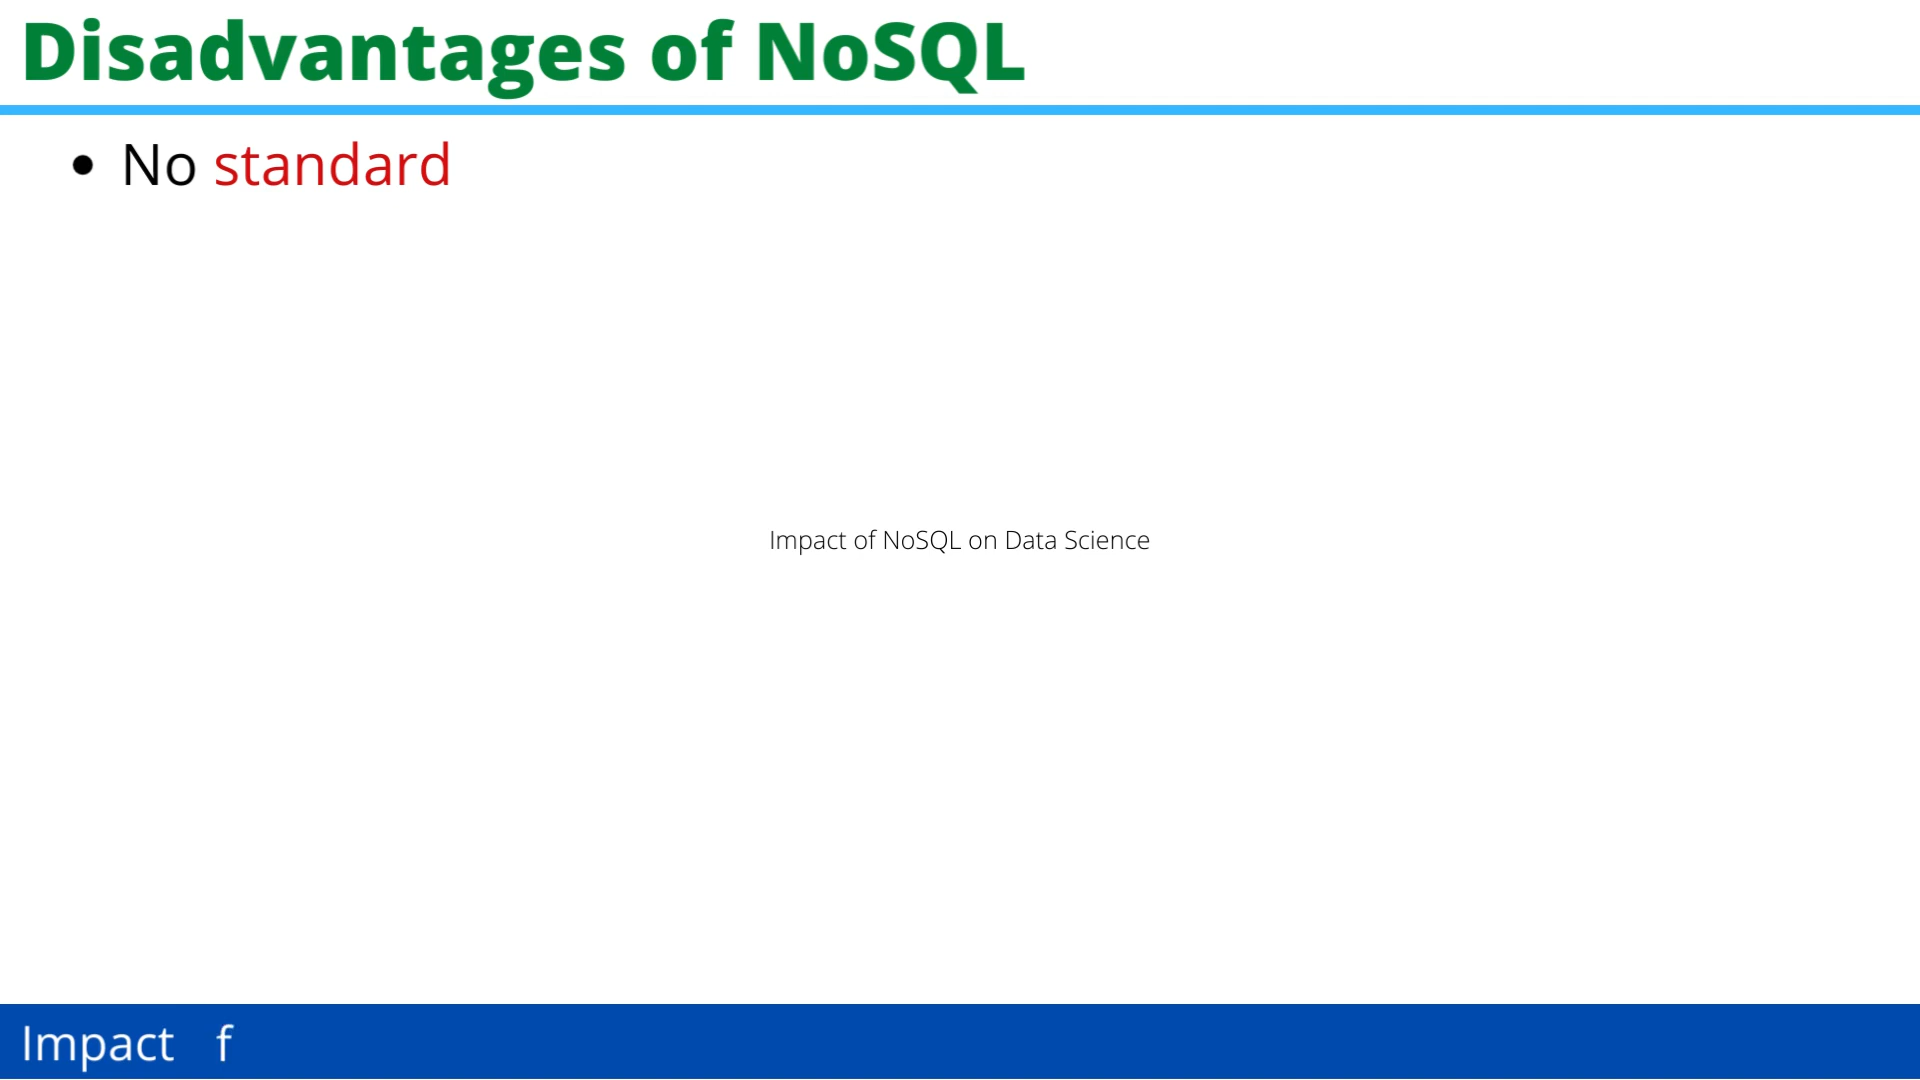 Disadvantages of NoSQL
• No standard
Impact of NoSQL on Data Science
Impact f